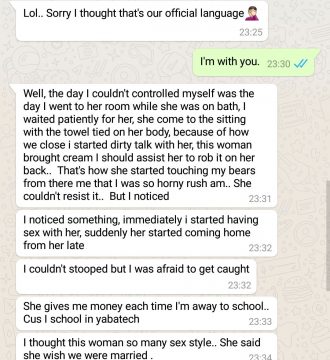 Lol.. Sorry I thought that's our official language🤦🏻‍♂️
23:25
I'm with you. 23:30
Well, the day I couldn't controlled myself was the
day I went to her room while she was on bath, I
waited patiently for her, she come to the sitting
with the towel tied on her body, because of how
we close i started dirty talk with her, this woman
brought cream I should assist her to rob it on her
back.. That's how she started touching my bears
from there me that I was so horny rush am.. She
couldn't resist it.. But I noticed
23:31
I noticed something, immediately i started having
sex with her, suddenly her started coming home
from her late
23:32
I couldn't stooped but I was afraid to get caught
23:32
She gives me money each time I'm away to school..
Cus I school in yabatech
23:33
I thought this woman so many sex style.. She said
she wish we were married .
23:34